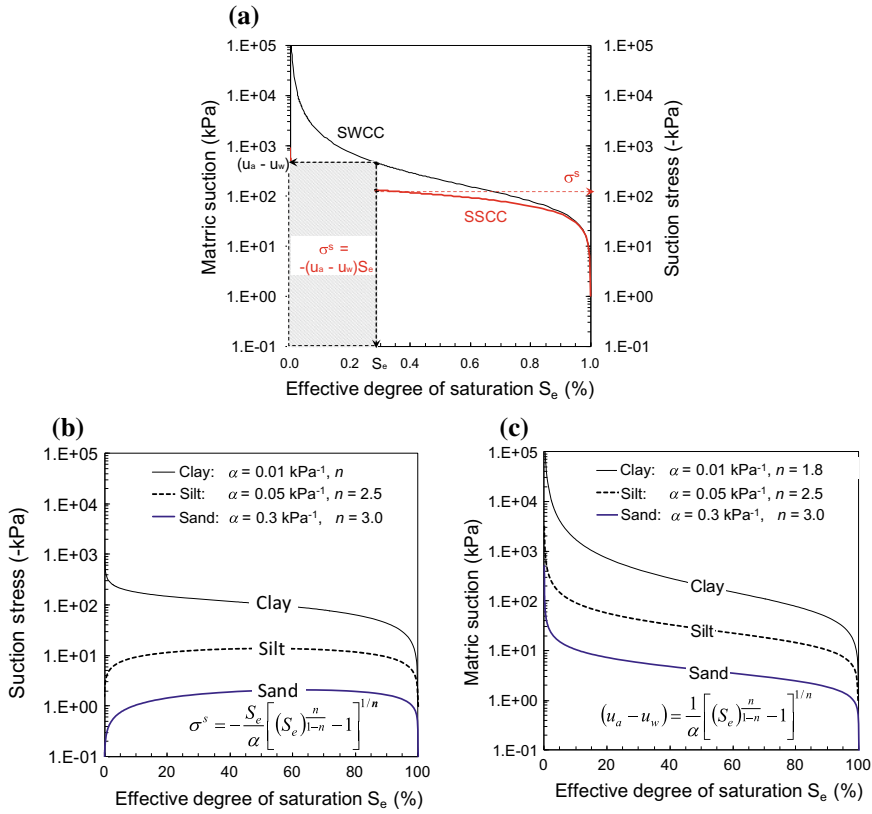 (a)
1.E+05
1.E+04
1.E+03
1.E+02
1.E+01
1.E+00
1.E-01
Matrric suction (kPa)
(uₐ - u_w)
SWCC
SSCC
σˢ
σˢ =
-(uₐ - u_w)Sₑ
1.E+05
1.E+04
1.E+03
1.E+02
1.E+01
1.E+00
1.E-01
Suction stress (-kPa)
0.0 0.2 Sₑ 0.4 0.6 0.8 1.0
Effective degree of saturation Sₑ (%)
(b)
1.E+05
1.E+04
1.E+03
1.E+02
1.E+01
1.E+00
1.E-01
Suction stress (-kPa)
Clay: α = 0.01 kPa⁻¹, n
Silt: α = 0.05 kPa⁻¹, n = 2.5
Sand: α = 0.3 kPa⁻¹, n = 3.0
Clay
Silt
Sand
σˢ = -Sₑ/α [(Sₑ)^(n/(1-n)) - 1]^(1/n)
0 20 40 60 80 100
Effective degree of saturation Sₑ (%)
(c)
1.E+05
1.E+04
1.E+03
1.E+02
1.E+01
1.E+00
1.E-01
Matric suction (kPa)
Clay: α = 0.01 kPa⁻¹, n = 1.8
Silt: α = 0.05 kPa⁻¹, n = 2.5
Sand: α = 0.3 kPa⁻¹, n = 3.0
Clay
Silt
Sand
(uₐ - u_w) = 1/α [(Sₑ)^(n/(1-n)) - 1]^(1/n)
0 20 40 60 80 100
Effective degree of saturation Sₑ (%)